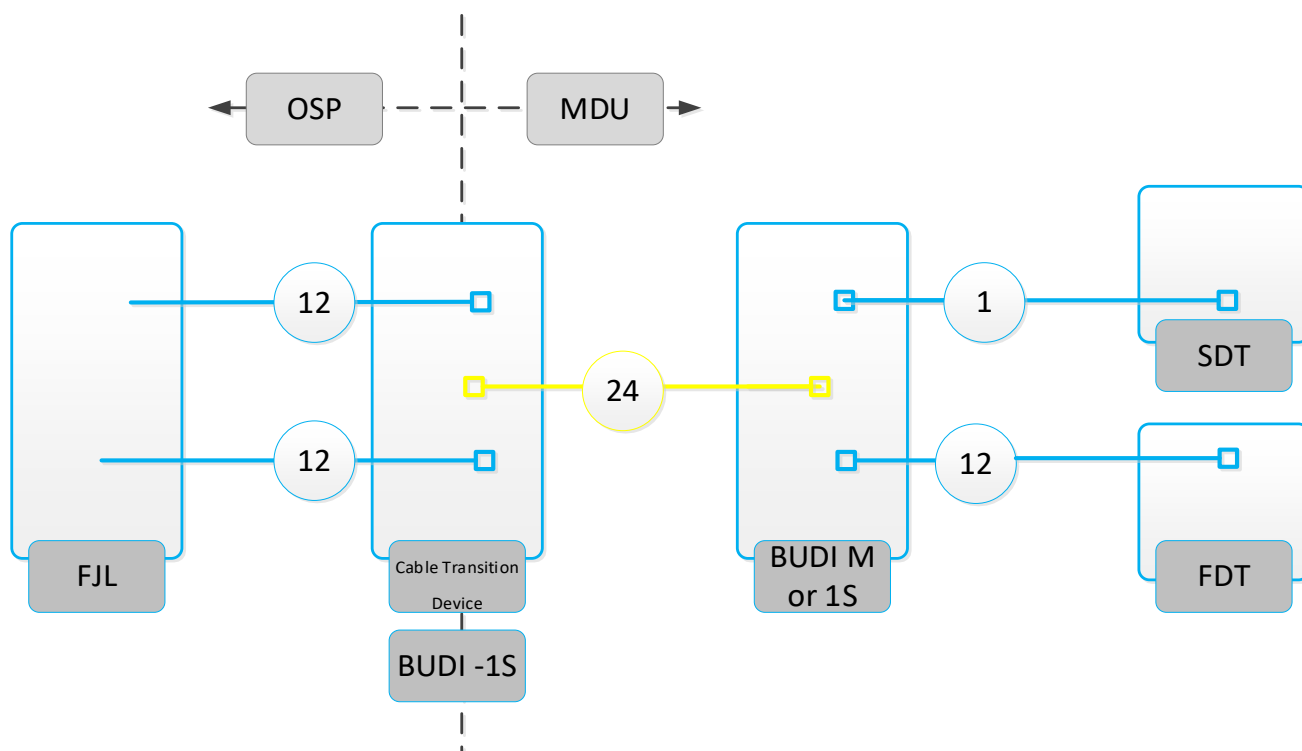 OSP
MDU
12
1
SDT
24
12
12
FJL
Cable Transition
Device
BUDI M
or 1S
FDT
BUDI -1S